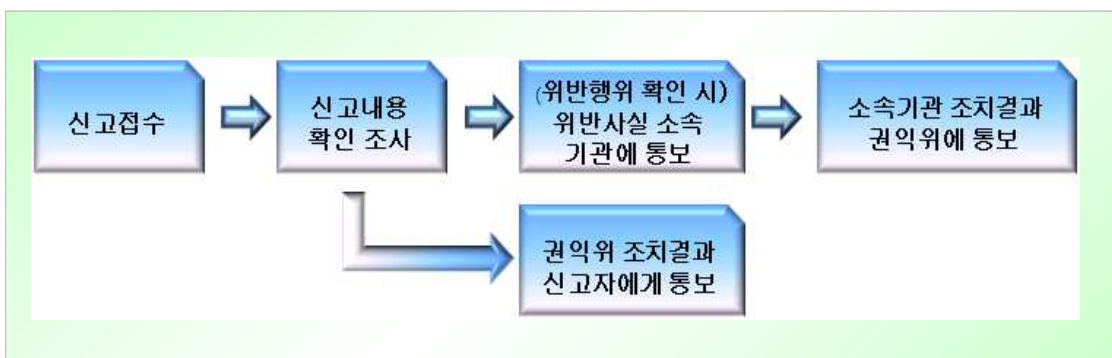 신고접수
신고내용
확인 조사
(위반행위 확인 시)
위반사실 소속
기관에 통보
소속기관 조치결과
권익위에 통보
권익위 조치결과
신고자에게 통보